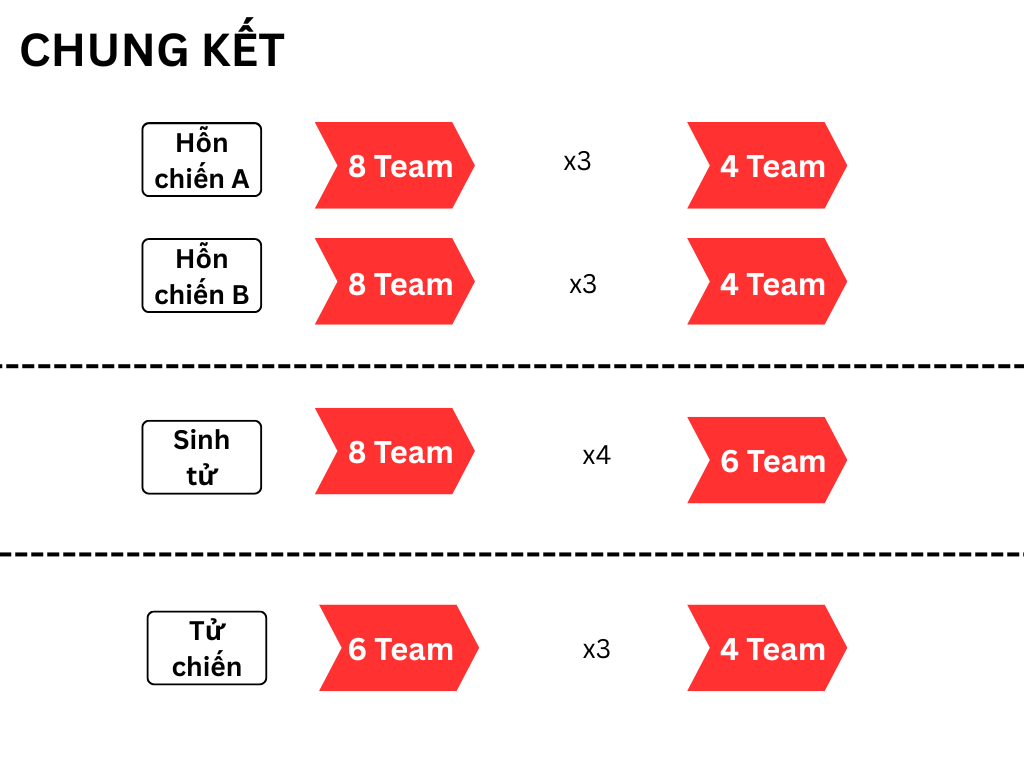 CHUNG KẾT
Hỗn
chiến A
8 Team
x3
4 Team
Hỗn
chiến B
8 Team
x3
4 Team
Sinh
tử
8 Team
x4
6 Team
Tử
chiến
6 Team
x3
4 Team